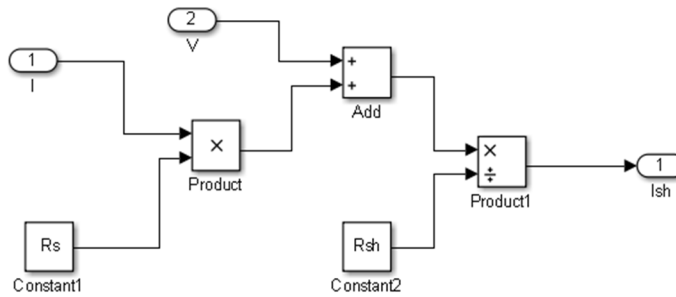 2
V
1
I
+
+
Add
×
Product
×
÷
Product1
1
Ish
Rs
Constant1
Rsh
Constant2